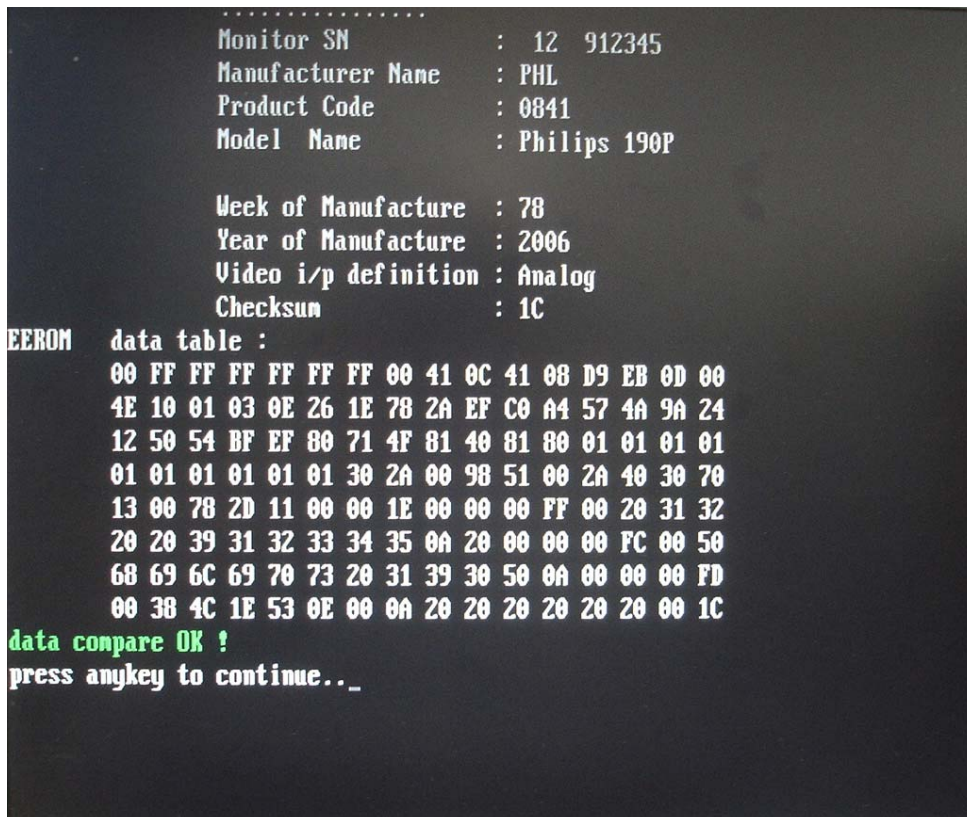 ................
Monitor SN : 12 912345
Manufacturer Name : PHL
Product Code : 0841
Model Name : Philips 190P
Week of Manufacture : 78
Year of Manufacture : 2006
Video i/p definition : Analog
Checksum : 1C
EEROM data table :
00 FF FF FF FF FF FF 00 41 0C 41 08 D9 EB 0D 00
4E 10 01 03 0E 26 1E 78 2A EF C0 A4 57 4A 9A 24
12 50 54 BF EF 80 71 4F 81 40 81 80 01 01 01 01
01 01 01 01 01 01 30 2A 00 98 51 00 2A 40 30 70
13 00 78 2D 11 00 00 1E 00 00 00 FF 00 20 31 32
20 20 39 31 32 33 34 35 0A 20 00 00 00 FC 00 50
68 69 6C 69 70 73 20 31 39 30 50 0A 00 00 00 FD
00 38 4C 1E 53 0E 00 0A 20 20 20 20 20 20 00 1C
data compare OK !
press anykey to continue.._